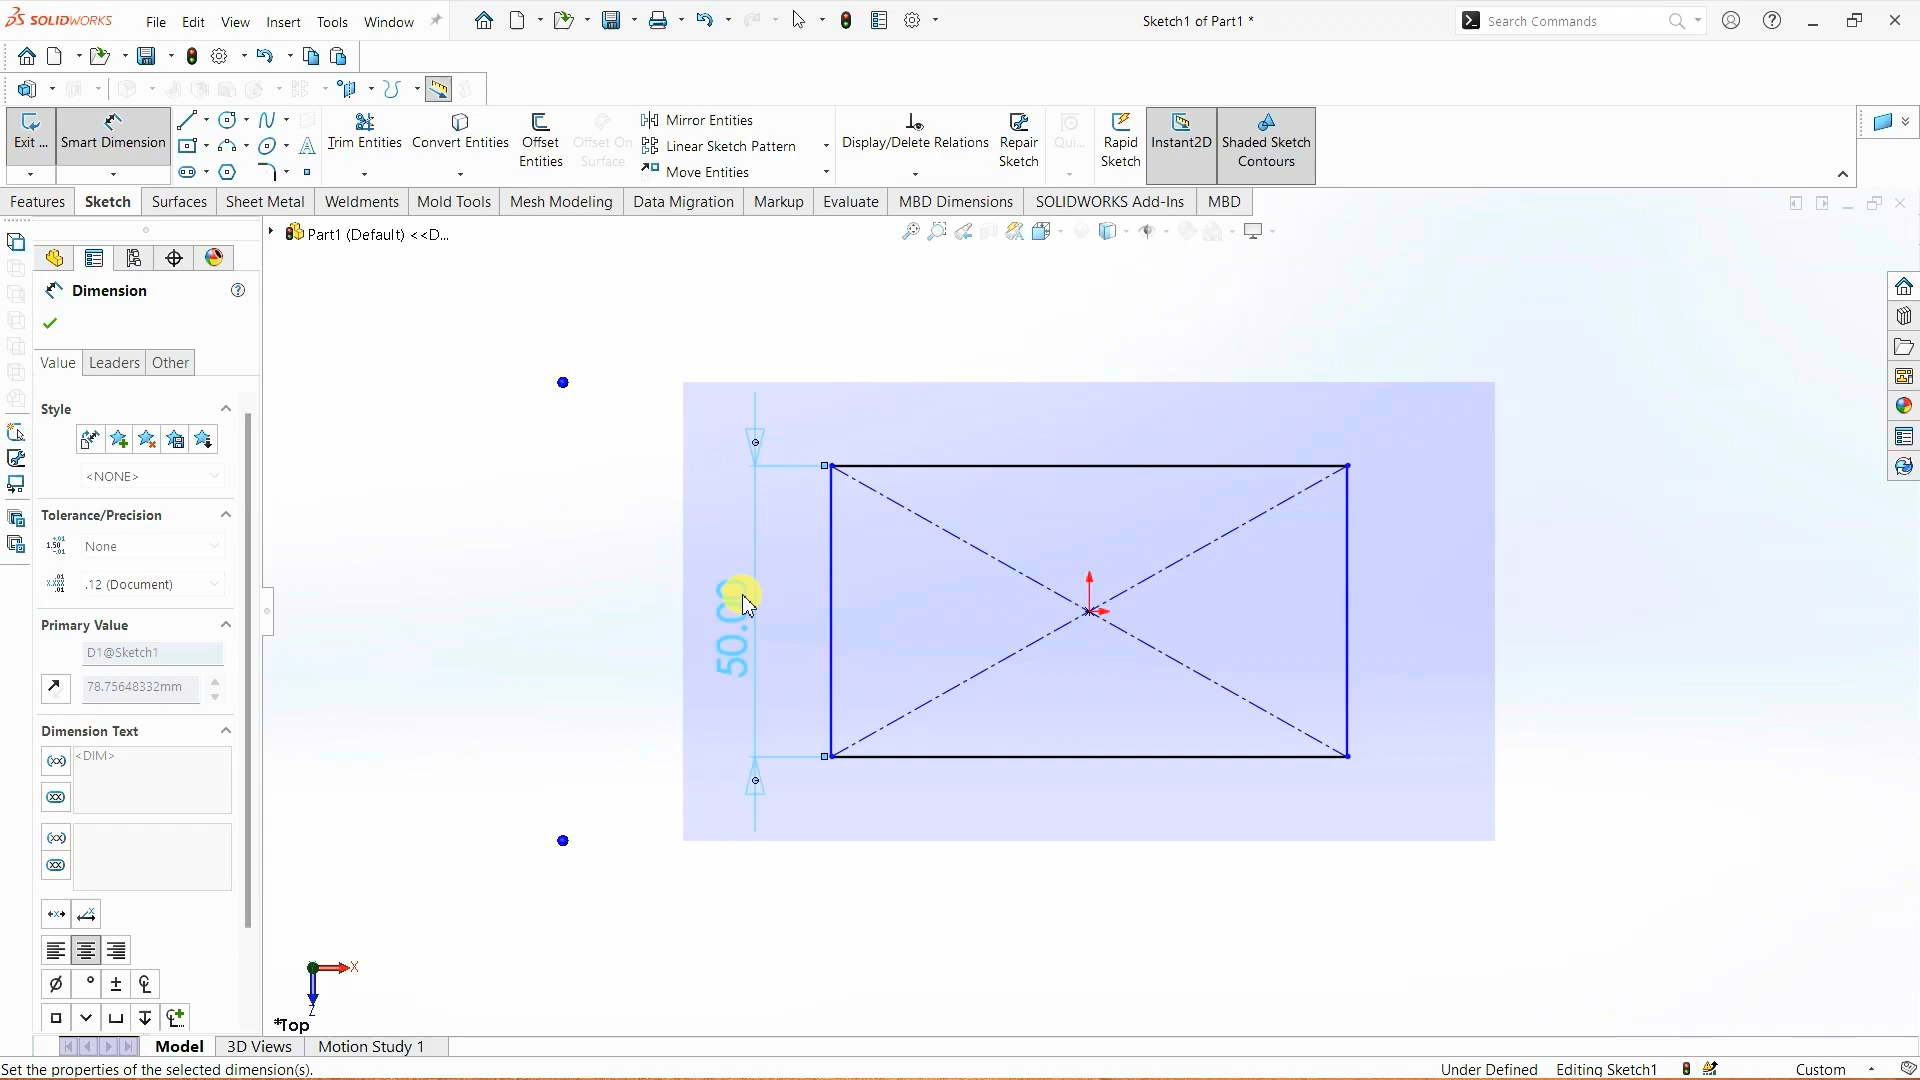 SOLIDWORKS File Edit View Insert Tools Window Sketch1 of Part1 * Search Commands
Exit ... Smart Dimension Trim Entities Convert Entities Offset Entities Offset On Surface Mirror Entities Linear Sketch Pattern Move Entities Display/Delete Relations Repair Sketch Qui... Rapid Sketch Instant2D Shaded Sketch Contours
Features Sketch Surfaces Sheet Metal Weldments Mold Tools Mesh Modeling Data Migration Markup Evaluate MBD Dimensions SOLIDWORKS Add-Ins MBD
Part1 (Default) <<D...
Dimension
Value Leaders Other
Style
<NONE>
Tolerance/Precision
None
.12 (Document)
Primary Value
D1@Sketch1
78.75648332mm
Dimension Text
<DIM>
50.00
X
Z
*Top
Model 3D Views Motion Study 1
Set the properties of the selected dimension(s). Under Defined Editing Sketch1 Custom